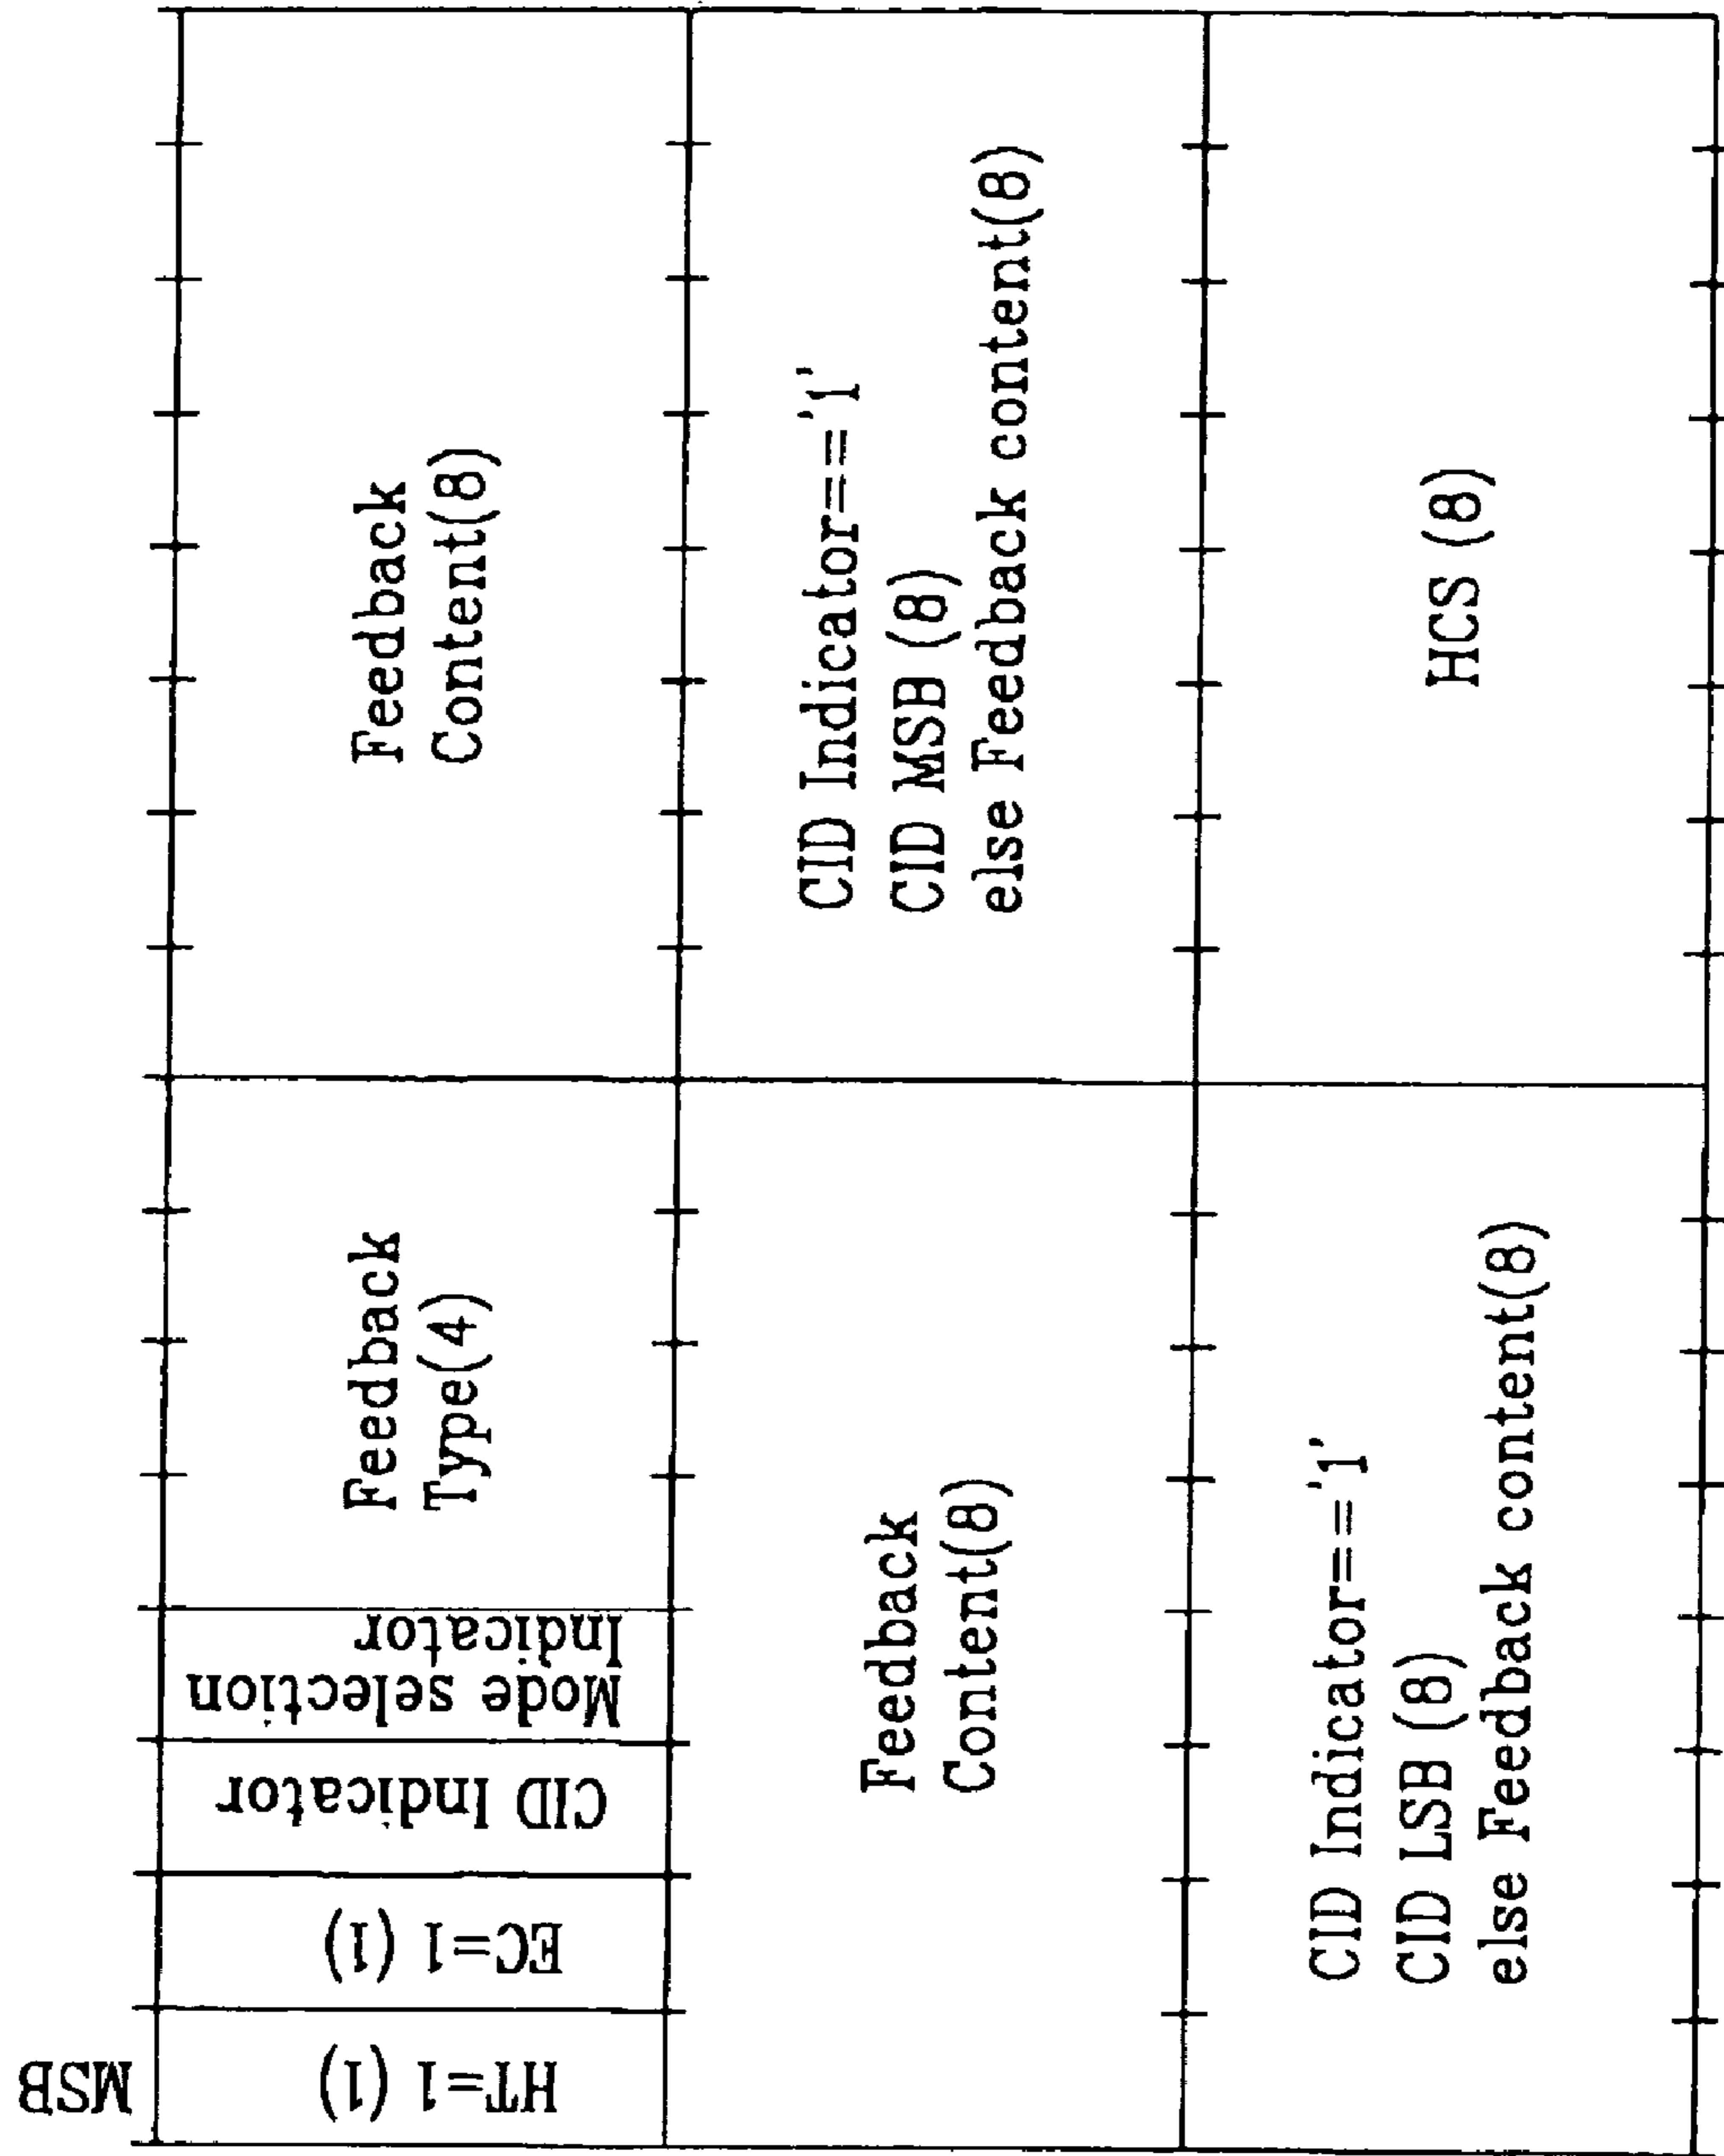 MSB
HT=1 (1)
EC=1 (1)
CID Indicator
Mode selection
Indicator
Feedback
Type(4)
Feedback
Content(8)
Feedback
Content(8)
CID Indicator=='1'
CID MSB (8)
else Feedback content(8)
CID Indicator=='1'
CID LSB (8)
else Feedback content(8)
HCS (8)